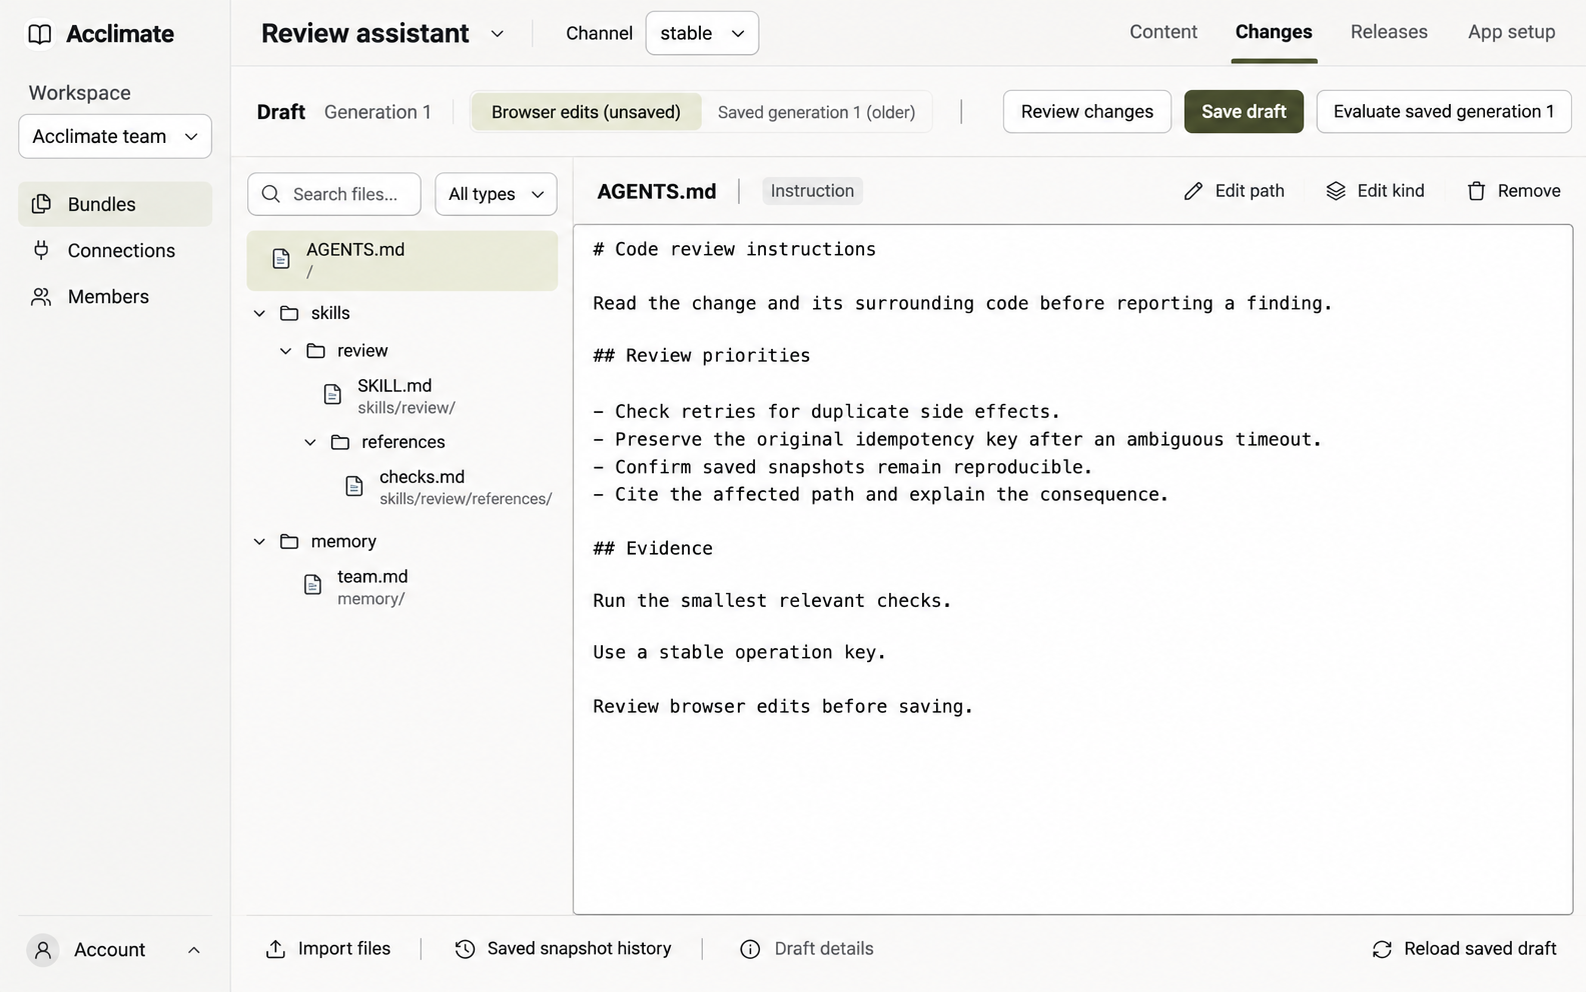 Acclimate
Workspace
Acclimate team
Bundles
Connections
Members
Account
Review assistant
Channel
stable
Content
Changes
Releases
App setup
Draft
Generation 1
Browser edits (unsaved)
Saved generation 1 (older)
Review changes
Save draft
Evaluate saved generation 1
Search files...
All types
AGENTS.md
/
skills
review
SKILL.md
skills/review/
references
checks.md
skills/review/references/
memory
team.md
memory/
AGENTS.md
Instruction
Edit path
Edit kind
Remove
# Code review instructions
Read the change and its surrounding code before reporting a finding.
## Review priorities
- Check retries for duplicate side effects.
- Preserve the original idempotency key after an ambiguous timeout.
- Confirm saved snapshots remain reproducible.
- Cite the affected path and explain the consequence.
## Evidence
Run the smallest relevant checks.
Use a stable operation key.
Review browser edits before saving.
Import files
Saved snapshot history
Draft details
Reload saved draft